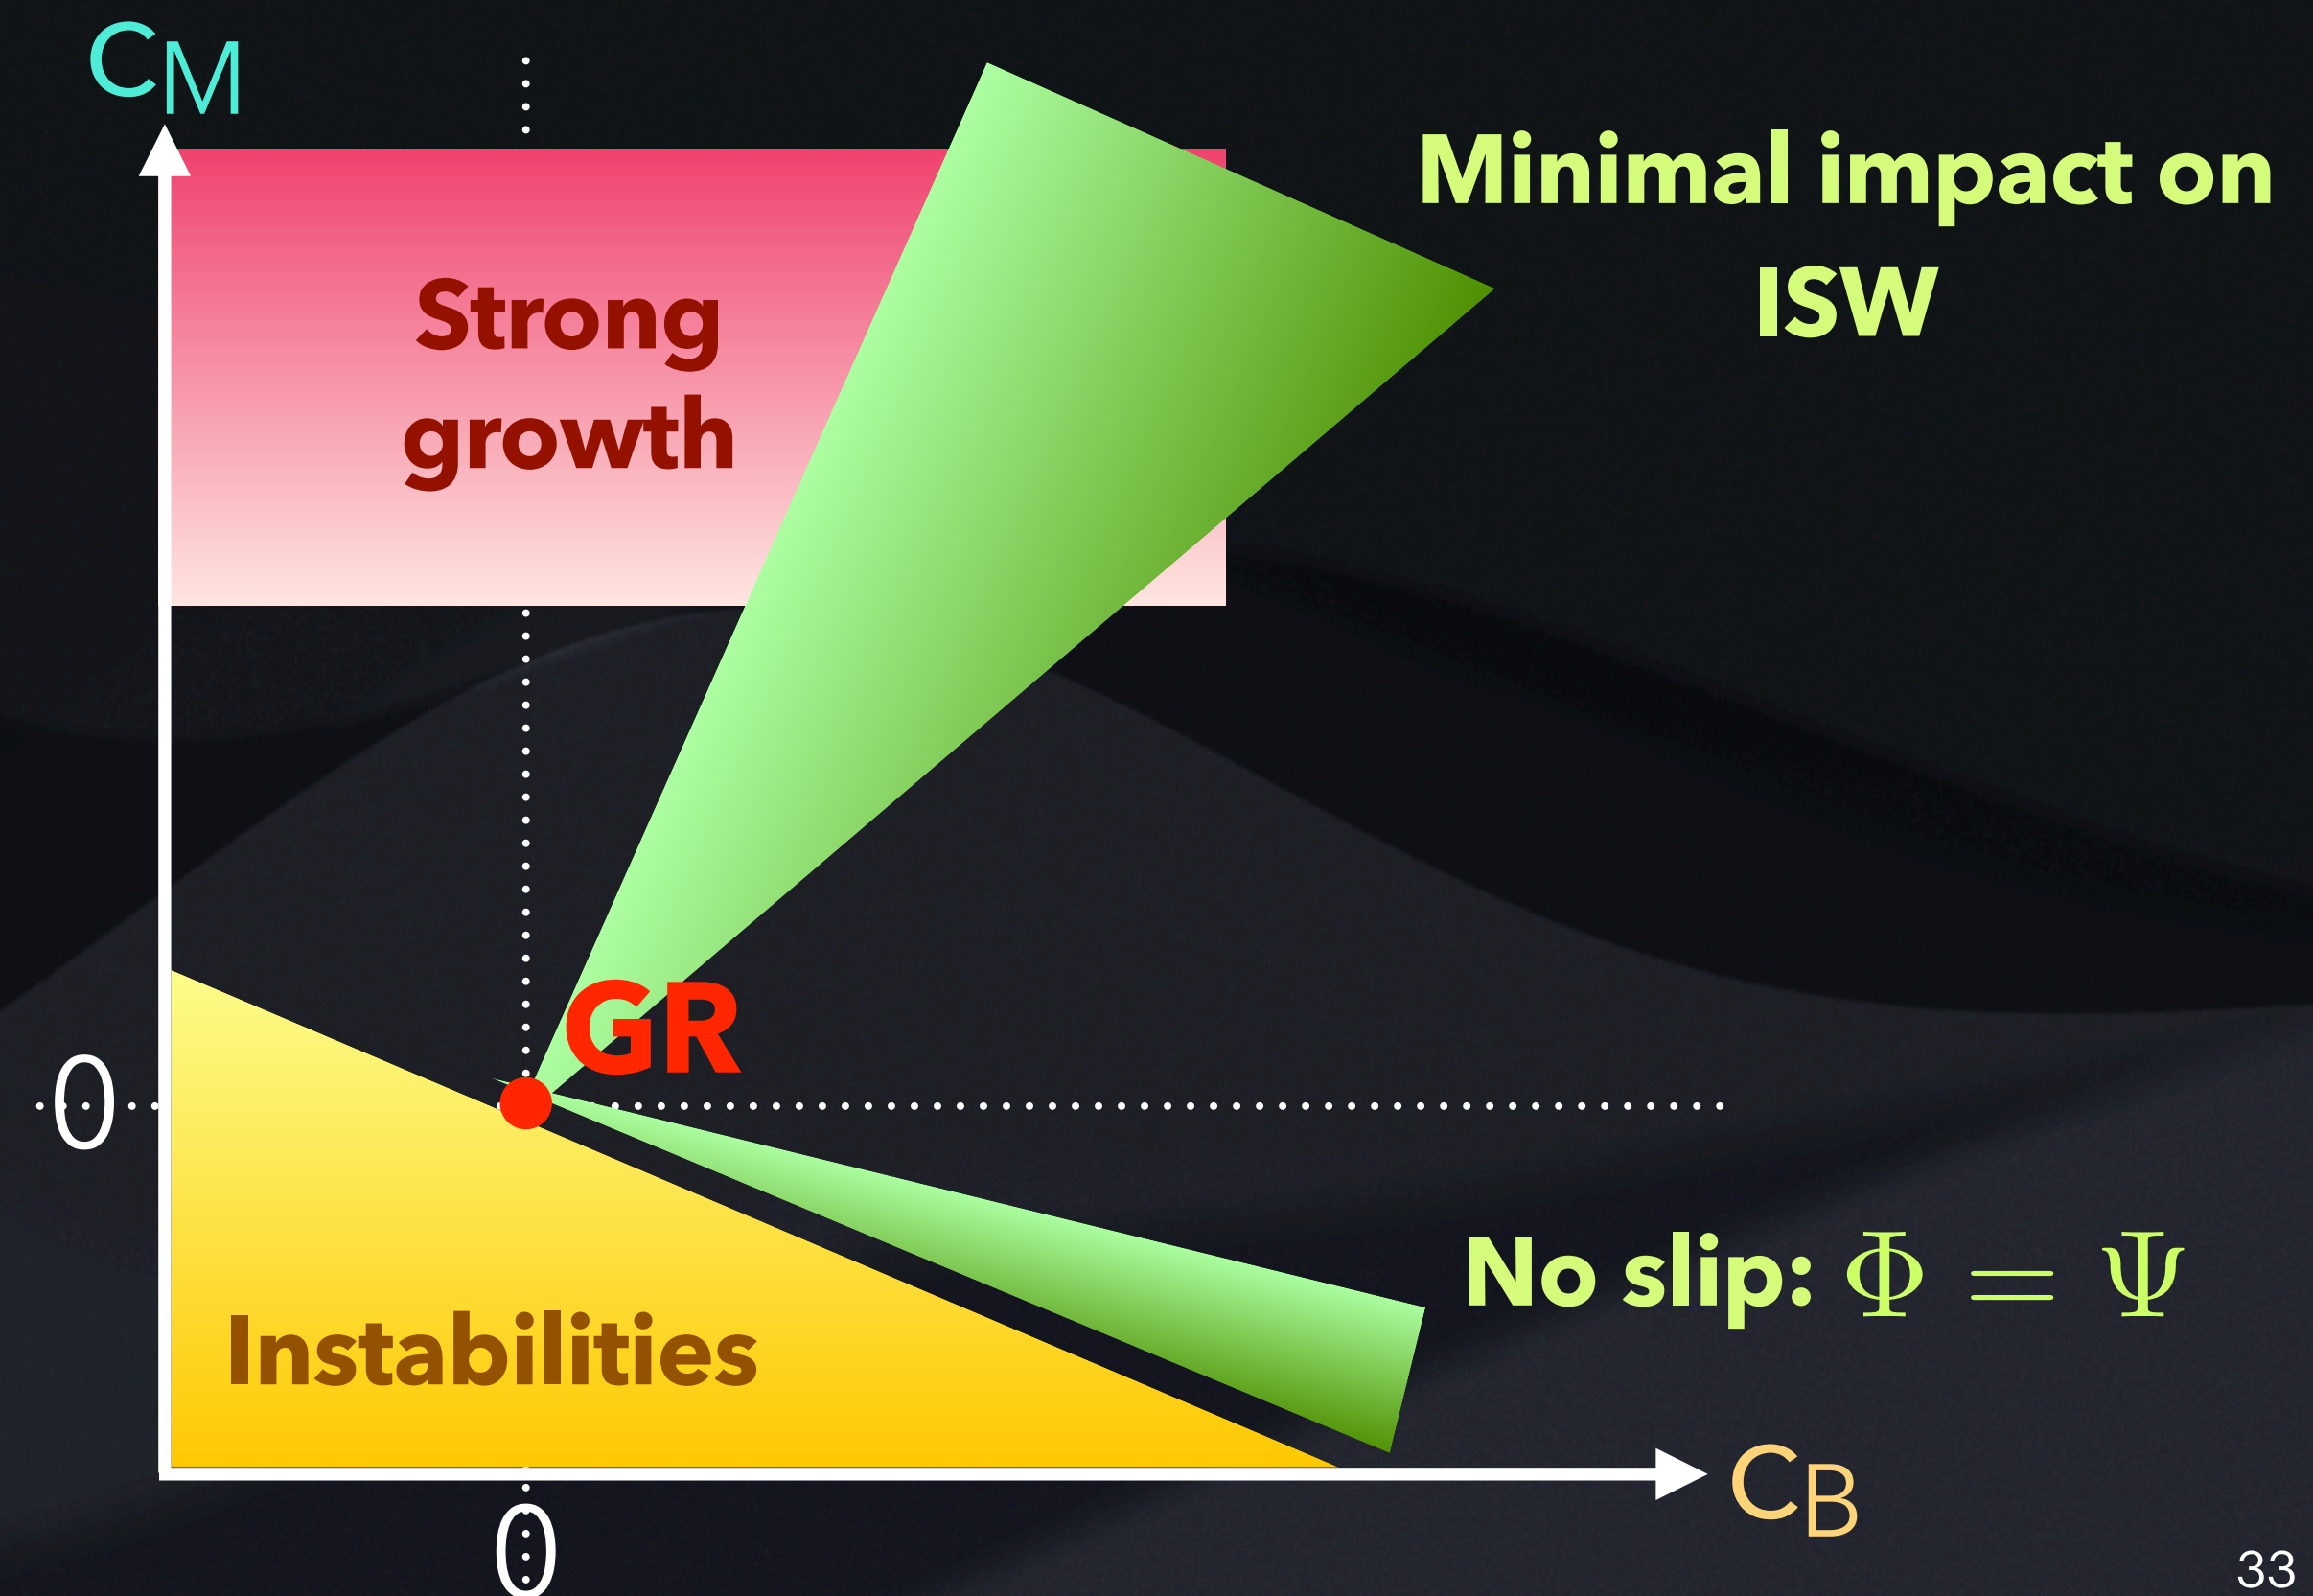 CM
Minimal impact on
ISW
Strong
growth
GR
0
No slip: Φ = Ψ
Instabilities
CB
0
33